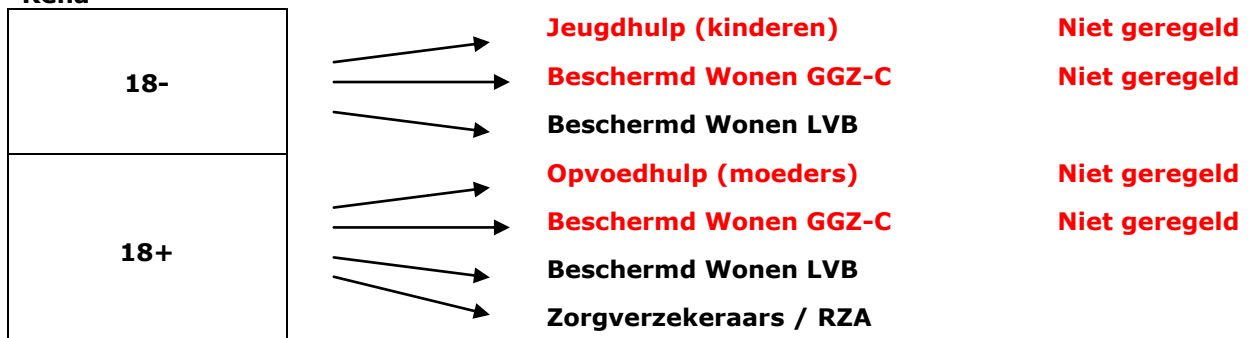 Jeugdhulp (kinderen) Niet geregeld
18- Beschermd Wonen GGZ-C Niet geregeld
Beschermd Wonen LVB
Opvoedhulp (moeders) Niet geregeld
Beschermd Wonen GGZ-C Niet geregeld
18+
Beschermd Wonen LVB
Zorgverzekeraars / RZA